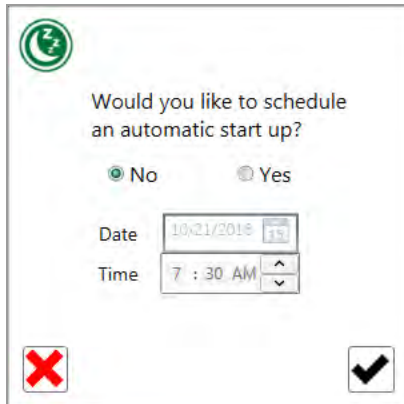 Would you like to schedule
an automatic start up?
No Yes
Date 10/21/2016 15
Time 7 : 30 AM